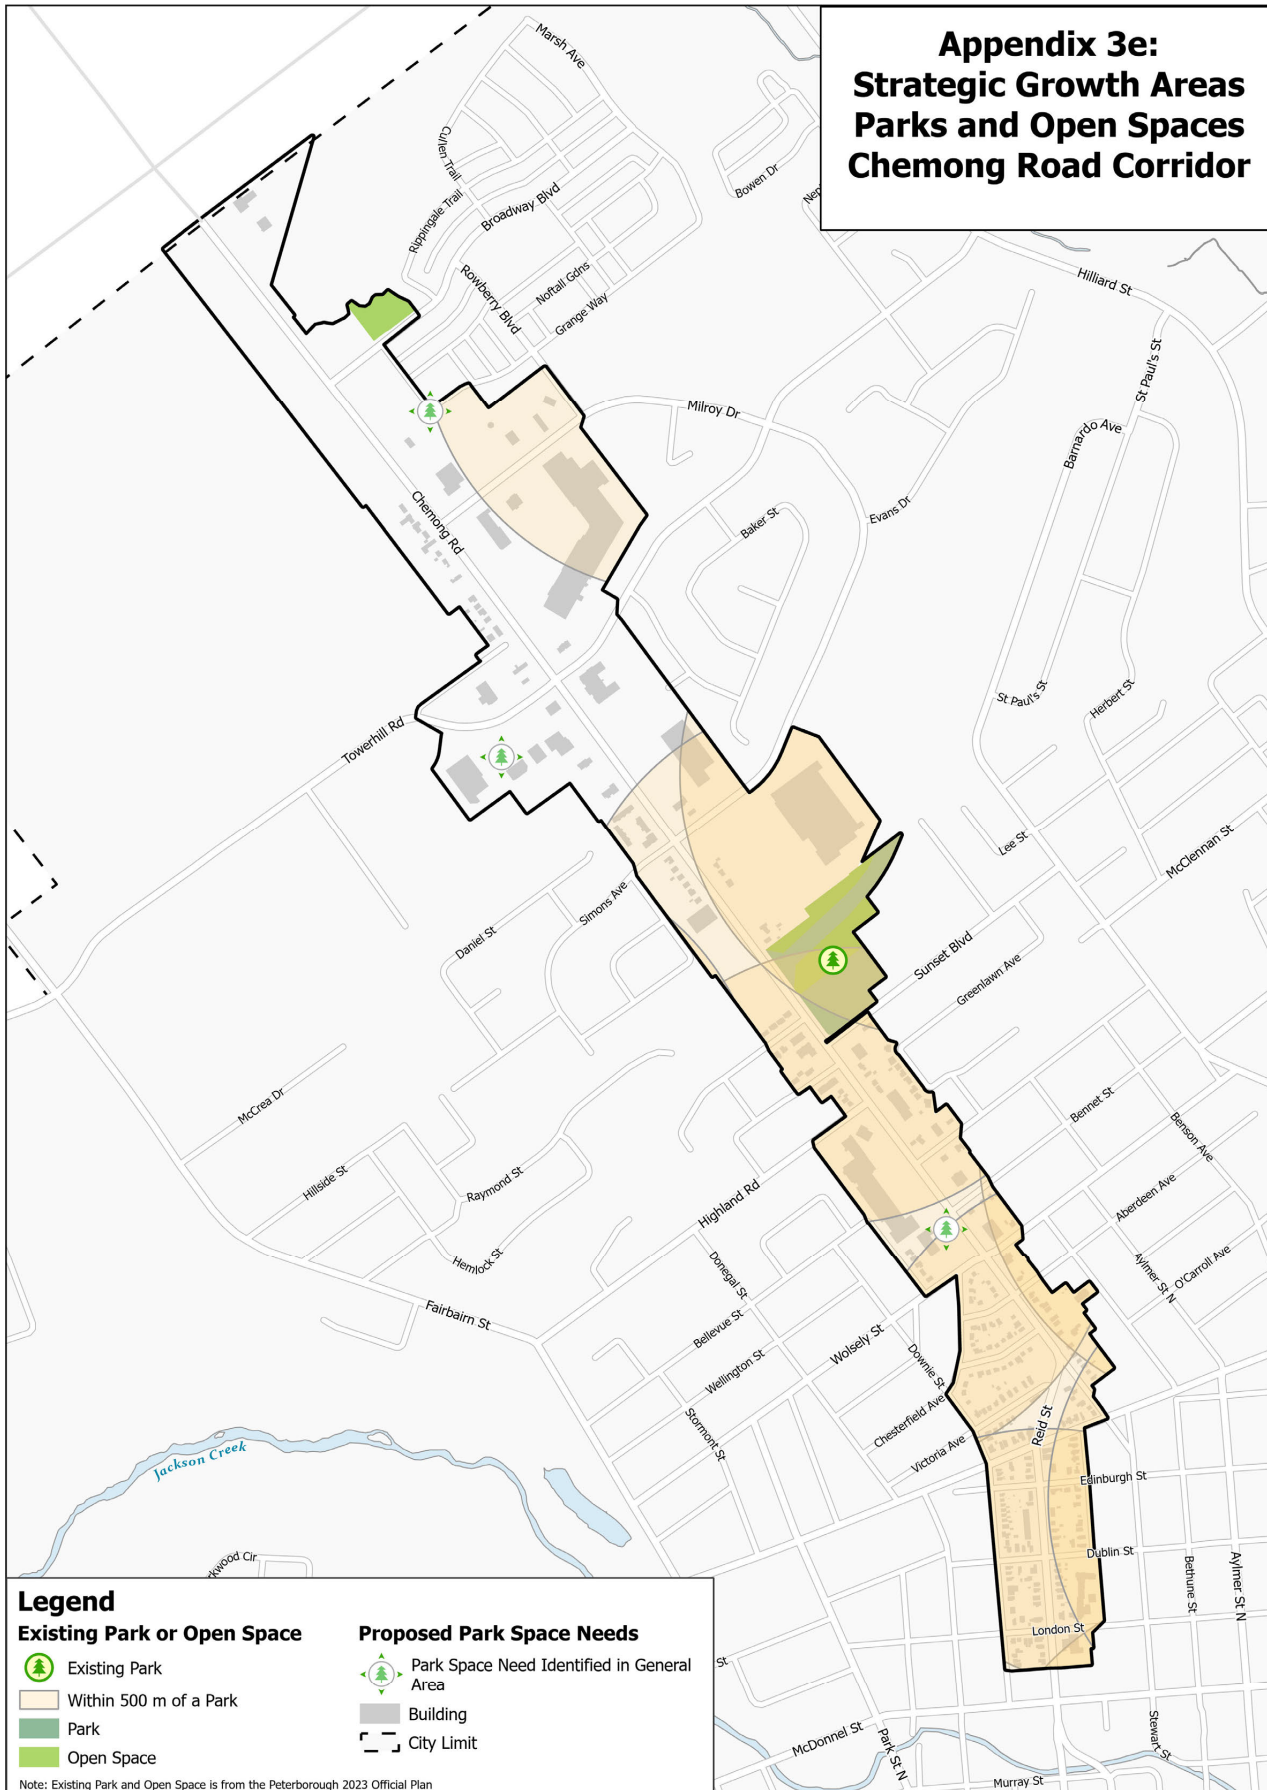 Appendix 3e:
Strategic Growth Areas
Parks and Open Spaces
Chemong Road Corridor
Marsh Ave
Cullen Trail
Rippingale Trail
Broadway Blvd
Bowen Dr
Rowberry Blvd
Noftall Gdns
Grange Way
Hilliard St
St Paul's St
Milroy Dr
Barnardo Ave
Chemong Rd
Baker St
Evans Dr
St Paul's St
Herbert St
Towerhill Rd
Lee St
McClennan St
Simons Ave
Daniel St
Sunset Blvd
Greenlawn Ave
McCrea Dr
Bennet St
Benson Ave
Hillside St
Raymond St
Highland Rd
Aberdeen Ave
Hemlock St
Donegal St
Aylmer St N
O'Carroll Ave
Fairbairn St
Bellevue St
Wolsely St
Downie St
Wellington St
Chesterfield Ave
Reid St
Stormont St
Victoria Ave
Jackson Creek
Edinburgh St
Dublin St
Bethune St
Aylmer St N
rkwood Cir
London St
St
McDonnel St
Park St N
Stewart St
Murray St
Legend
Existing Park or Open Space
Existing Park
Within 500 m of a Park
Park
Open Space
Proposed Park Space Needs
Park Space Need Identified in General
Area
Building
City Limit
Note: Existing Park and Open Space is from the Peterborough 2023 Official Plan